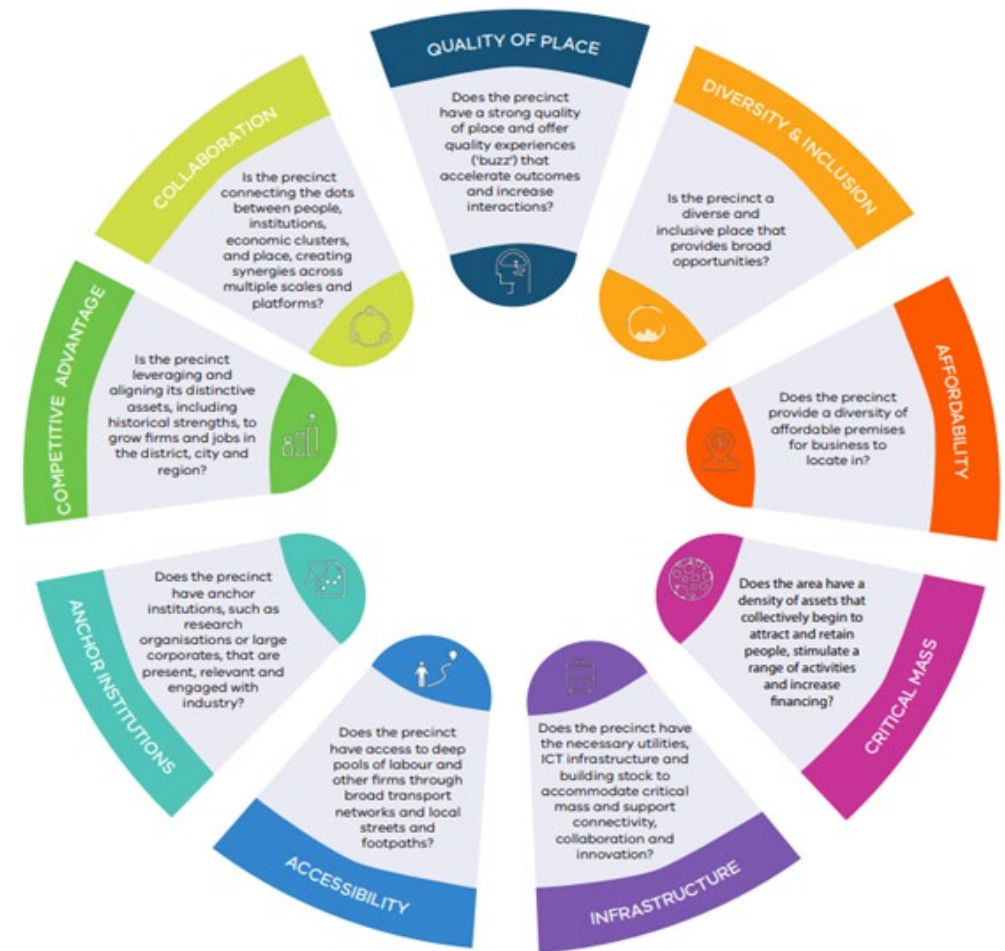 QUALITY OF PLACE
Does the precinct
have a strong quality
of place and offer
quality experiences
('buzz') that
accelerate outcomes
and increase
interactions?
DIVERSITY & INCLUSION
Is the precinct a
diverse and
inclusive place that
provides broad
opportunities?
AFFORDABILITY
Does the precinct
provide a diversity of
affordable premises
for business to
locate in?
CRITICAL MASS
Does the area have a
density of assets that
collectively begin to
attract and retain
people, stimulate a
range of activities
and increase
financing?
INFRASTRUCTURE
Does the precinct have
the necessary utilities,
ICT infrastructure and
building stock to
accommodate critical
mass and support
connectivity,
collaboration and
innovation?
ACCESSIBILITY
Does the precinct
have access to deep
pools of labour and
other firms through
broad transport
networks and local
streets and
footpaths?
ANCHOR INSTITUTIONS
Does the precinct
have anchor
institutions, such as
research
organisations or large
corporates, that are
present, relevant and
engaged with
industry?
COMPETITIVE ADVANTAGE
Is the precinct
leveraging and
aligning its distinctive
assets, including
historical strengths, to
grow firms and jobs in
the district, city and
region?
COLLABORATION
Is the precinct
connecting the dots
between people,
institutions,
economic clusters,
and place, creating
synergies across
multiple scales and
platforms?